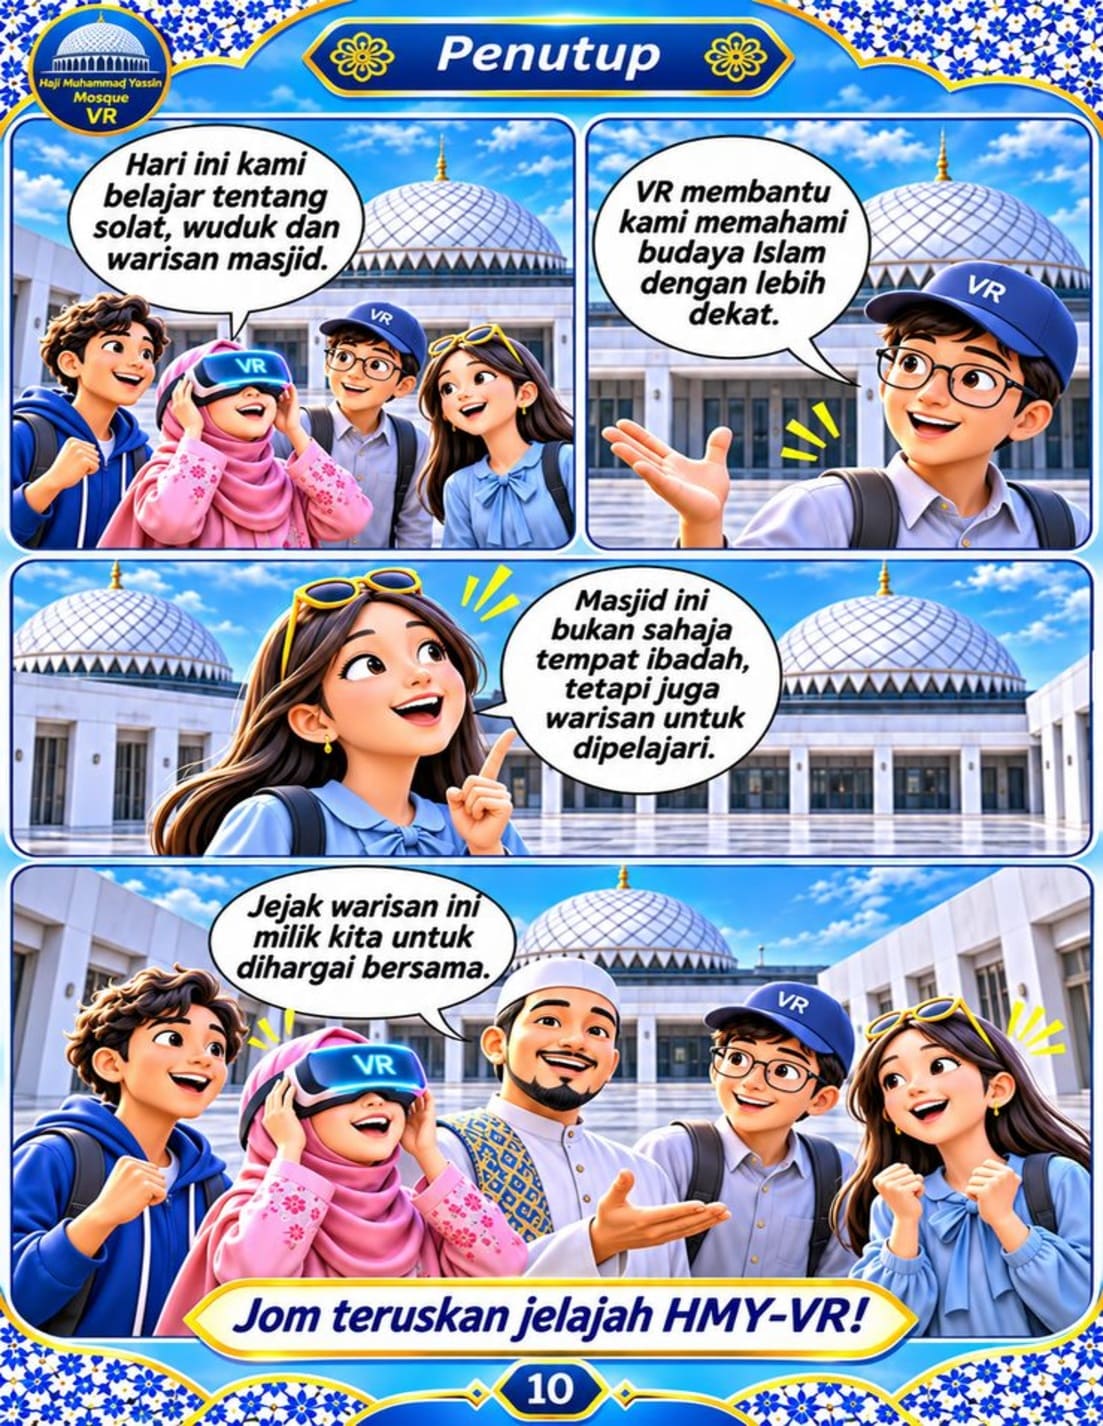 Haji Muhammad Yassin
Mosque
VR
Penutup
Hari ini kami
belajar tentang
solat, wuduk dan
warisan masjid.
VR
VR
VR membantu
kami memahami
budaya Islam
dengan lebih
dekat.
VR
Masjid ini
bukan sahaja
tempat ibadah,
tetapi juga
warisan untuk
dipelajari.
Jejak warisan ini
milik kita untuk
dihargai bersama.
VR
VR
Jom teruskan jelajah HMY-VR!
10